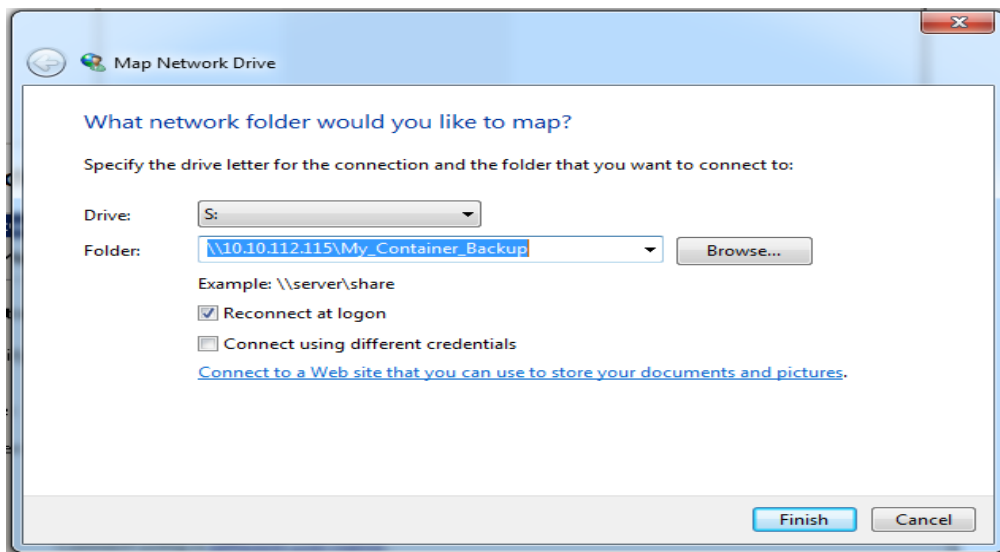 Map Network Drive
What network folder would you like to map?
Specify the drive letter for the connection and the folder that you want to connect to:
Drive: S:
Folder: \\10.10.112.115\My_Container_Backup Browse...
Example: \\server\share
Reconnect at logon
Connect using different credentials
Connect to a Web site that you can use to store your documents and pictures.
Finish Cancel